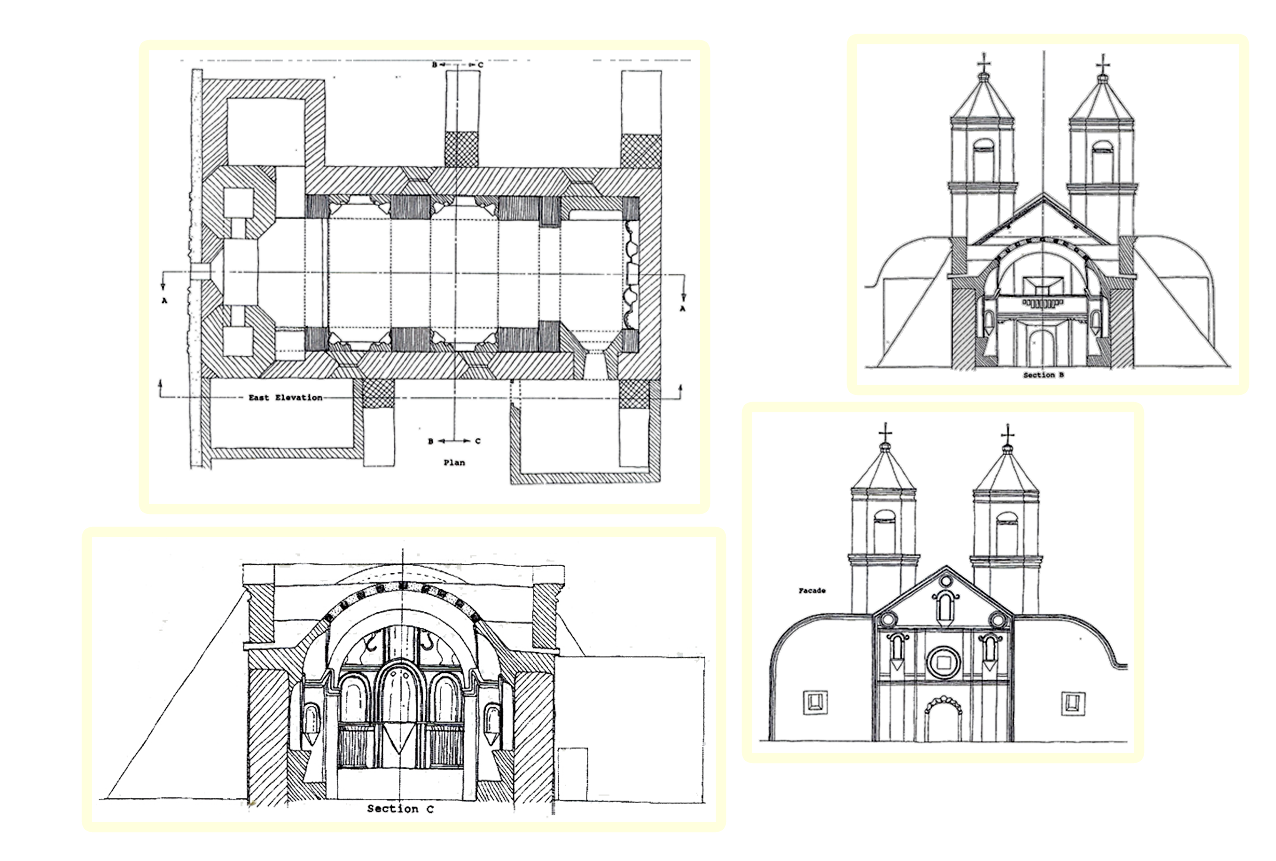 B C
A
A
East Elevation
B C
Plan
Section B
Facade
Section C